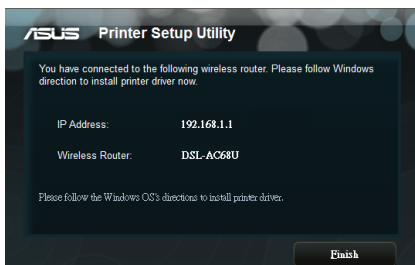 ASUS Printer Setup Utility
You have connected to the following wireless router. Please follow Windows
direction to install printer driver now.
IP Address: 192.168.1.1
Wireless Router: DSL-AC68U
Please follow the Windows OS's directions to install printer driver.
Finish